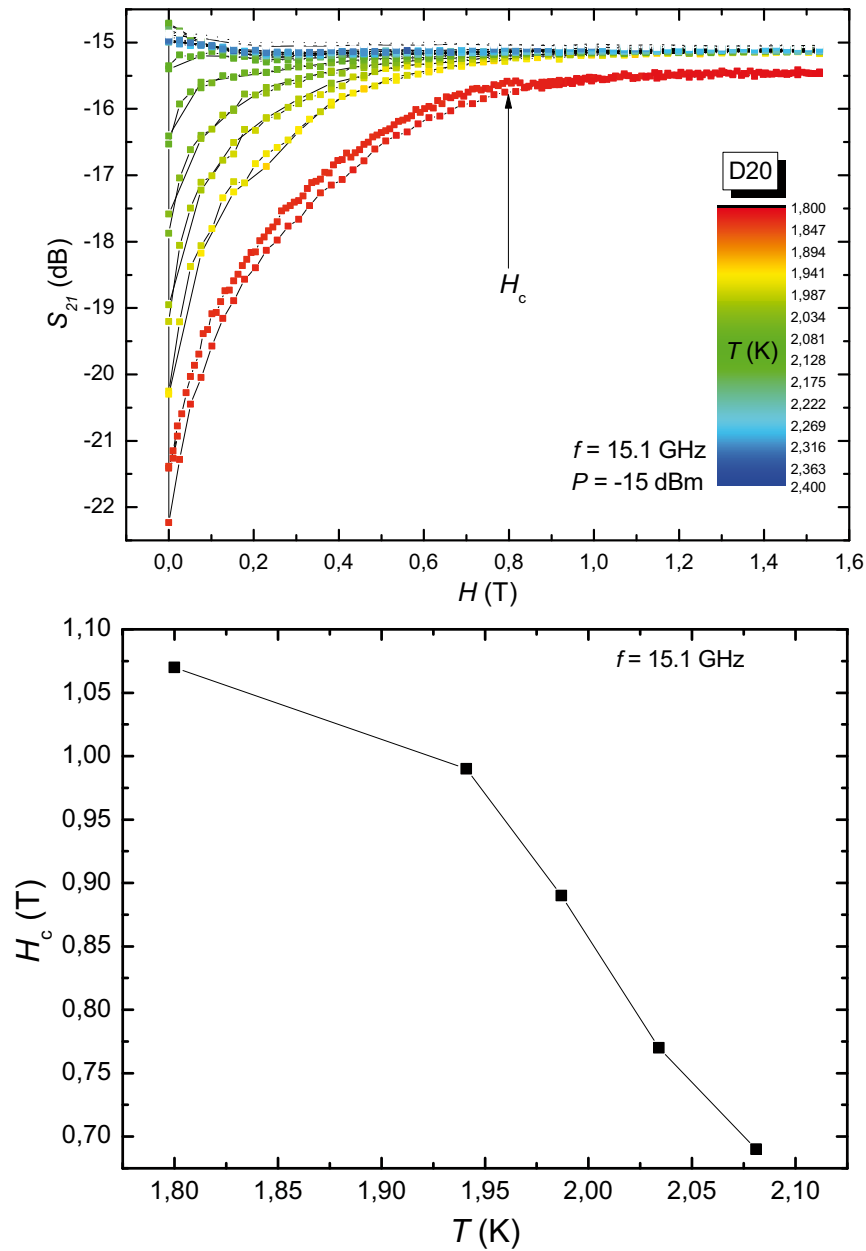 -15
-16
-17
-18
-19
-20
-21
-22
S21 (dB)
0,0 0,2 0,4 0,6 0,8 1,0 1,2 1,4 1,6
H (T)
Hc
D20
1,800
1,847
1,894
1,941
1,987
2,034
2,081
2,128
2,175
2,222
2,269
2,316
2,363
2,400
T (K)
f = 15.1 GHz
P = -15 dBm
1,10
1,05
1,00
0,95
0,90
0,85
0,80
0,75
0,70
Hc (T)
f = 15.1 GHz
1,80 1,85 1,90 1,95 2,00 2,05 2,10
T (K)